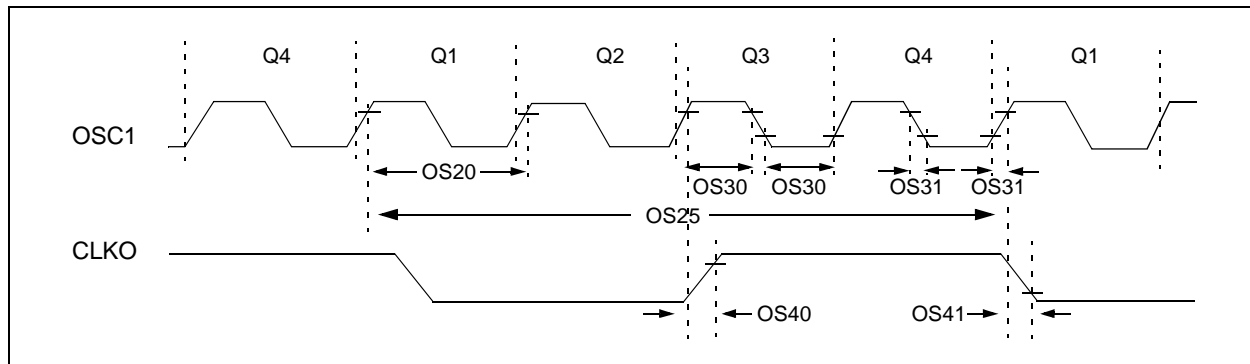 Q4 Q1 Q2 Q3 Q4 Q1
OSC1
OS20
OS30 OS30 OS31 OS31
OS25
CLKO
OS40 OS41